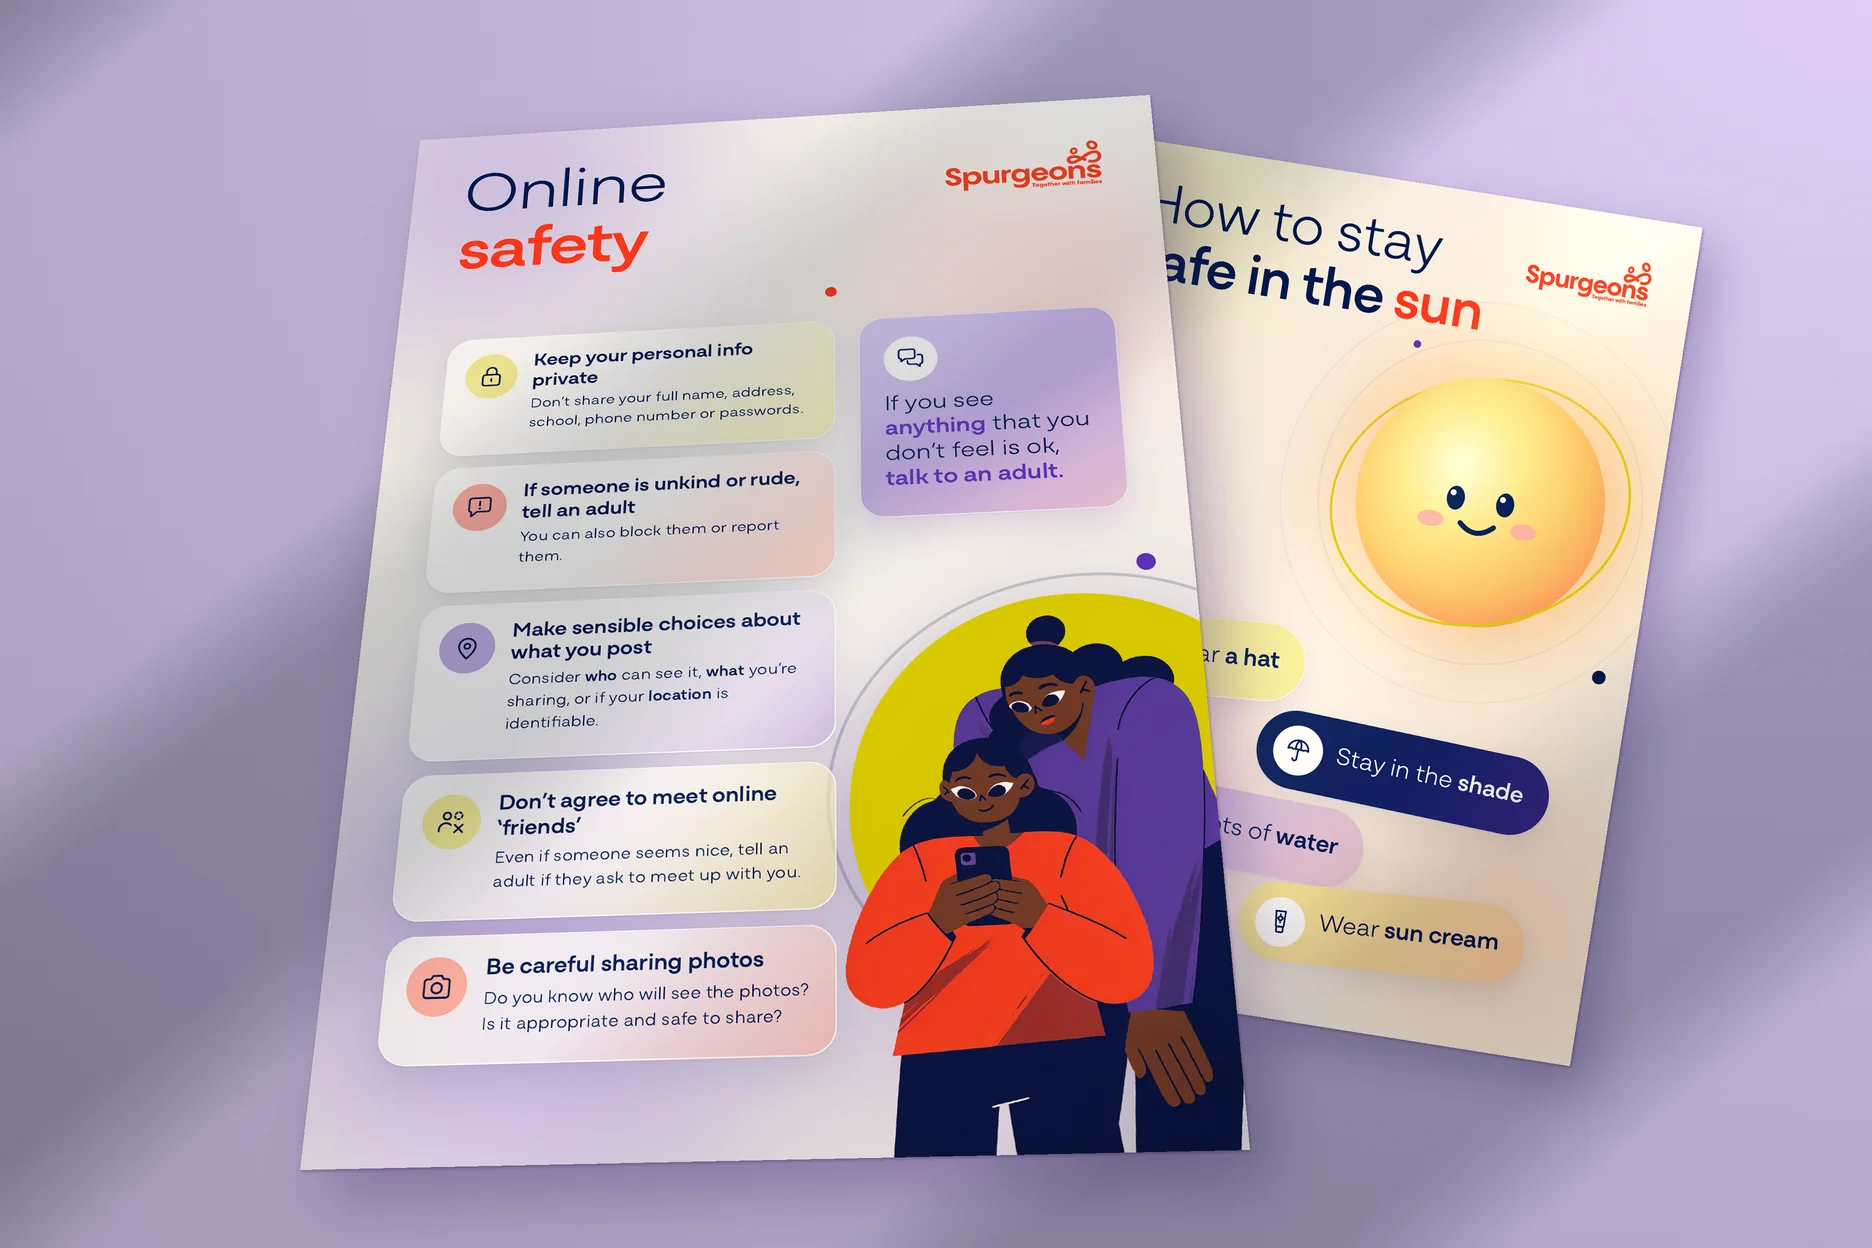 Online
safety
Spurgeons
Together with families
Keep your personal info
private
Don't share your full name, address,
school, phone number or passwords.
If someone is unkind or rude,
tell an adult
You can also block them or report
them.
Make sensible choices about
what you post
Consider who can see it, what you're
sharing, or if your location is
identifiable.
Don't agree to meet online
'friends'
Even if someone seems nice, tell an
adult if they ask to meet up with you.
Be careful sharing photos
Do you know who will see the photos?
Is it appropriate and safe to share?
If you see
anything that you
don't feel is ok,
talk to an adult.
How to stay
afe in the sun
Spurgeons
Together with families
ar a hat
Stay in the shade
ts of water
Wear sun cream